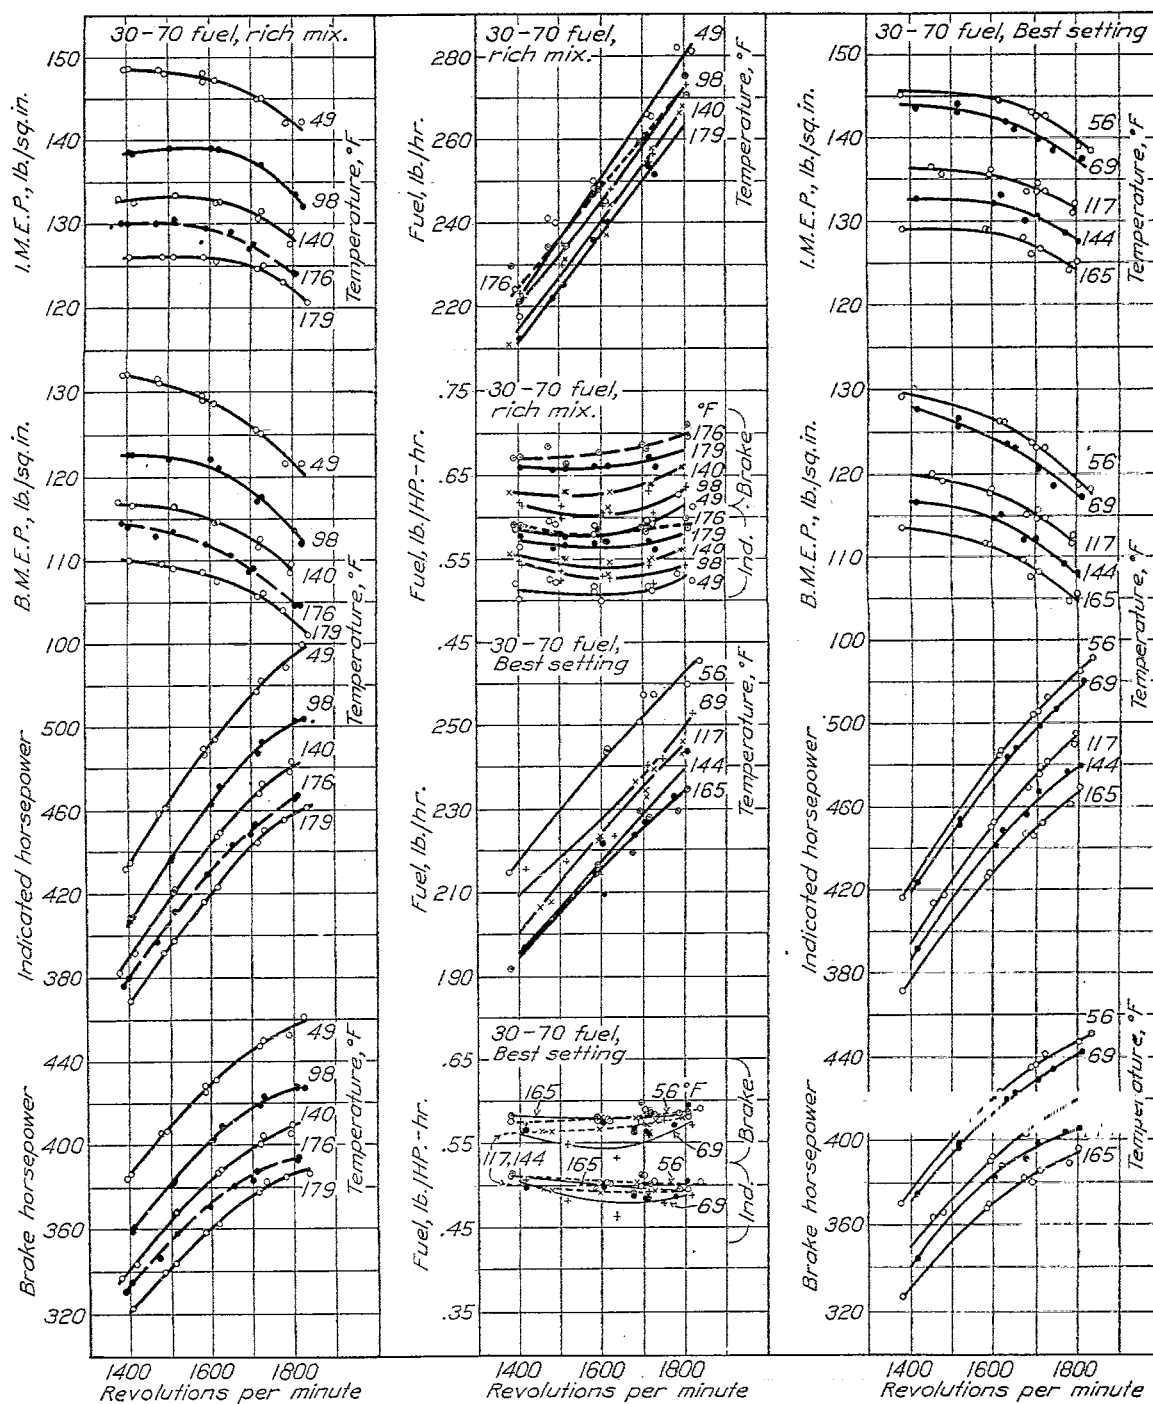 30-70 fuel, rich mix.
150
140
130
120
I.M.E.P., lb./sq.in.
49
98
140
176
179
Temperature, °F
130
120
110
100
B.M.E.P., lb./sq.in.
49
98
140
176
179
Temperature, °F
500
460
420
380
Indicated horsepower
49
98
140
176
179
440
400
360
320
Brake horsepower
49
98
140
176
179
Temperature, °F
1400 1600 1800
Revolutions per minute
30-70 fuel,
rich mix.
280
260
240
220
Fuel, lb./hr.
49
98
140
179
176
Temperature, °F
30-70 fuel,
rich mix.
.75
.65
.55
.45
Fuel, lb./HP.-hr.
°F
176
179
140
98
49
176
179
140
98
49
Brake
Ind.
30-70 fuel,
Best setting
250
230
210
190
Fuel, lb./hr.
56
69
117
144
165
Temperature, °F
30-70 fuel,
Best setting
.65
.55
.45
.35
Fuel, lb./HP.-hr.
165
56°F
69
117,144
165
56
69
Brake
Ind.
1400 1600 1800
Revolutions per minute
30-70 fuel, Best setting
150
140
130
120
I.M.E.P., lb./sq.in.
56
69
117
144
165
Temperature, °F
130
120
110
100
B.M.E.P., lb./sq.in.
56
69
117
144
165
Temperature, °F
500
460
420
380
Indicated horsepower
56
69
117
144
165
440
400
360
320
Brake horsepower
56
69
165
Temperature, °F
1400 1600 1800
Revolutions per minute